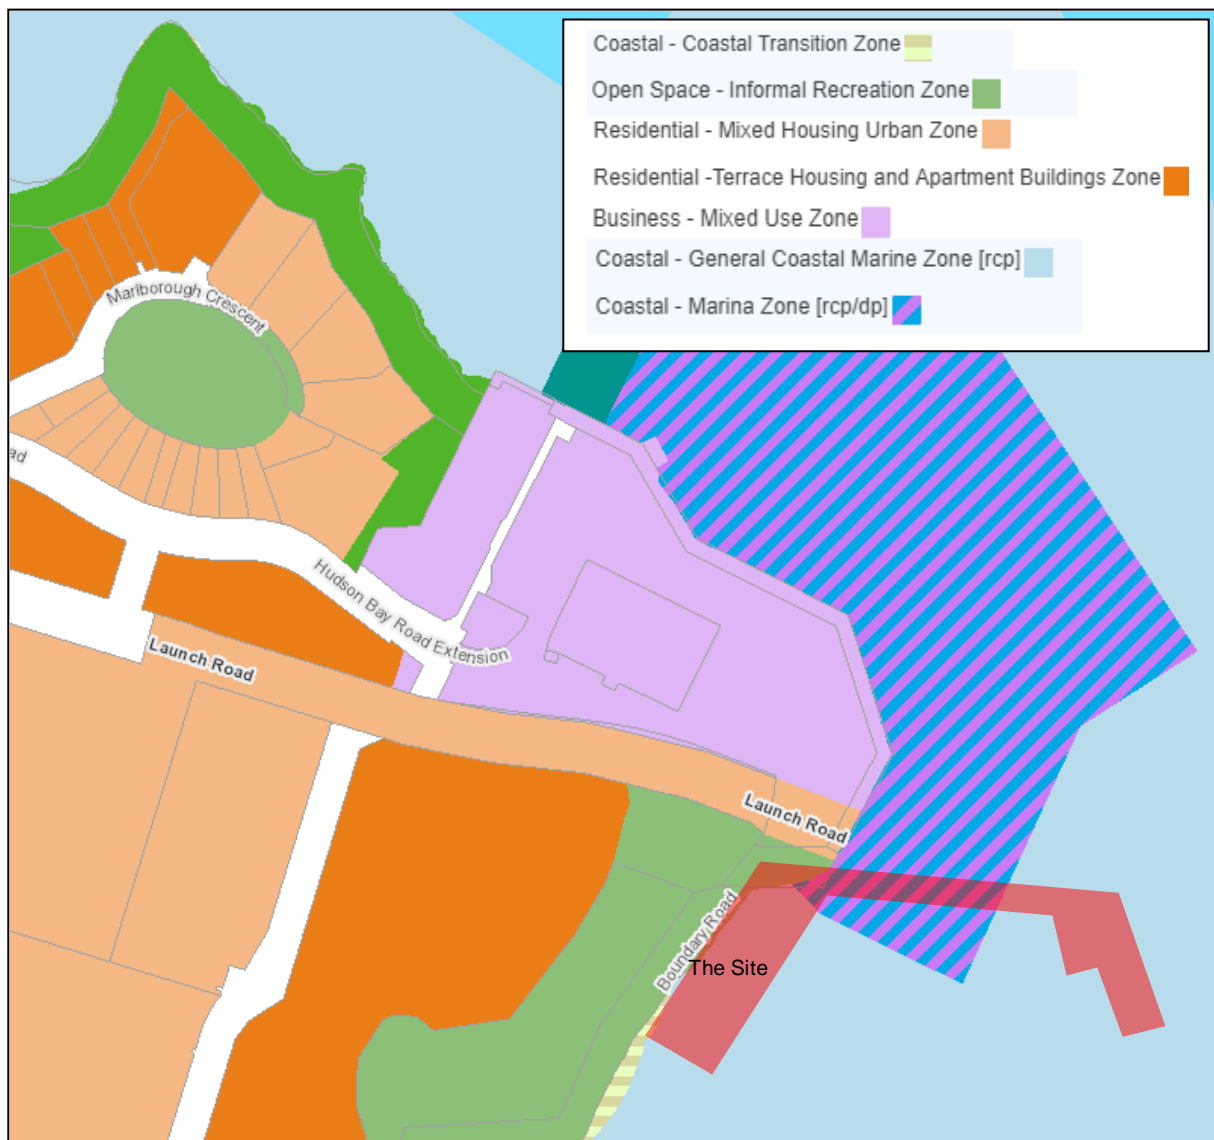 Coastal - Coastal Transition Zone
Open Space - Informal Recreation Zone
Residential - Mixed Housing Urban Zone
Residential -Terrace Housing and Apartment Buildings Zone
Business - Mixed Use Zone
Coastal - General Coastal Marine Zone [rcp]
Coastal - Marina Zone [rcp/dp]
Marlborough Crescent
ad
Hudson Bay Road Extension
Launch Road
Launch Road
Boundary Road
The Site